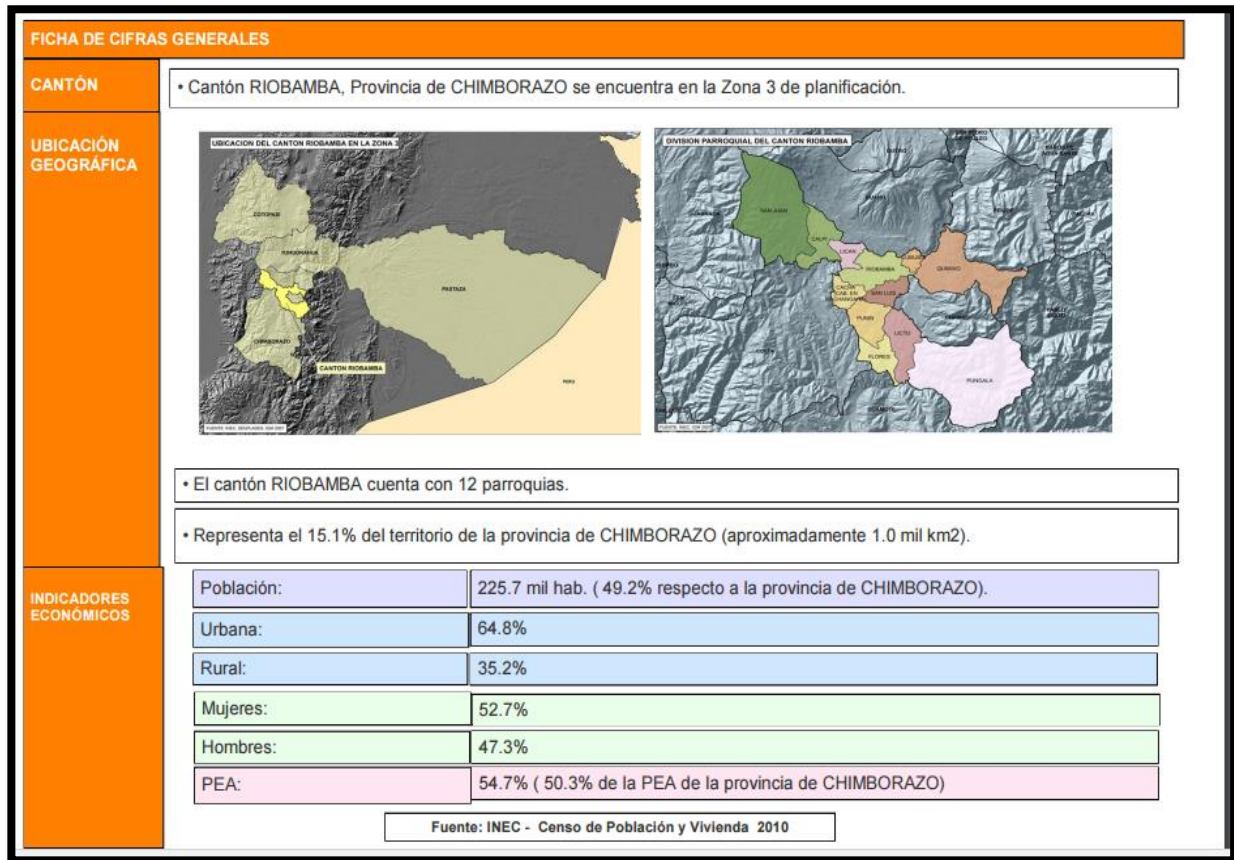 FICHA DE CIFRAS GENERALES
CANTÓN
• Cantón RIOBAMBA, Provincia de CHIMBORAZO se encuentra en la Zona 3 de planificación.
UBICACIÓN
GEOGRÁFICA
UBICACION DEL CANTON RIOBAMBA EN LA ZONA 3
COTOPAXI
TUNGURAHUA
PASTAZA
CHIMBORAZO
CANTON RIOBAMBA
PERU
DIVISION PARROQUIAL DEL CANTON RIOBAMBA
SAN JUAN
CALPI
LICAN
RIOBAMBA
QUIMIAG
CACHA
CAB. EN
SAN LUIS
PUNIN
LICTO
FLORES
PUNGALA
• El cantón RIOBAMBA cuenta con 12 parroquias.
• Representa el 15.1% del territorio de la provincia de CHIMBORAZO (aproximadamente 1.0 mil km2).
INDICADORES
ECONÓMICOS
Población: 225.7 mil hab. ( 49.2% respecto a la provincia de CHIMBORAZO).
Urbana: 64.8%
Rural: 35.2%
Mujeres: 52.7%
Hombres: 47.3%
PEA: 54.7% ( 50.3% de la PEA de la provincia de CHIMBORAZO)
Fuente: INEC - Censo de Población y Vivienda 2010